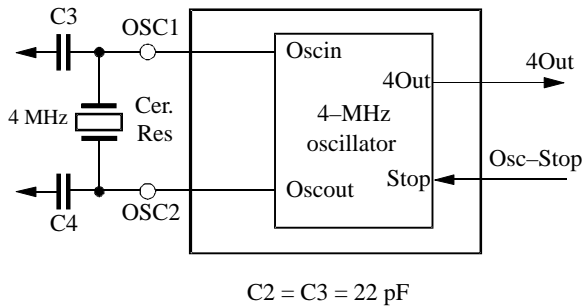 C3
OSC1
Oscin
4Out
4Out
4 MHz
Cer.
Res
4–MHz
oscillator
Osc–Stop
Stop
Oscout
OSC2
C4
C2 = C3 = 22 pF